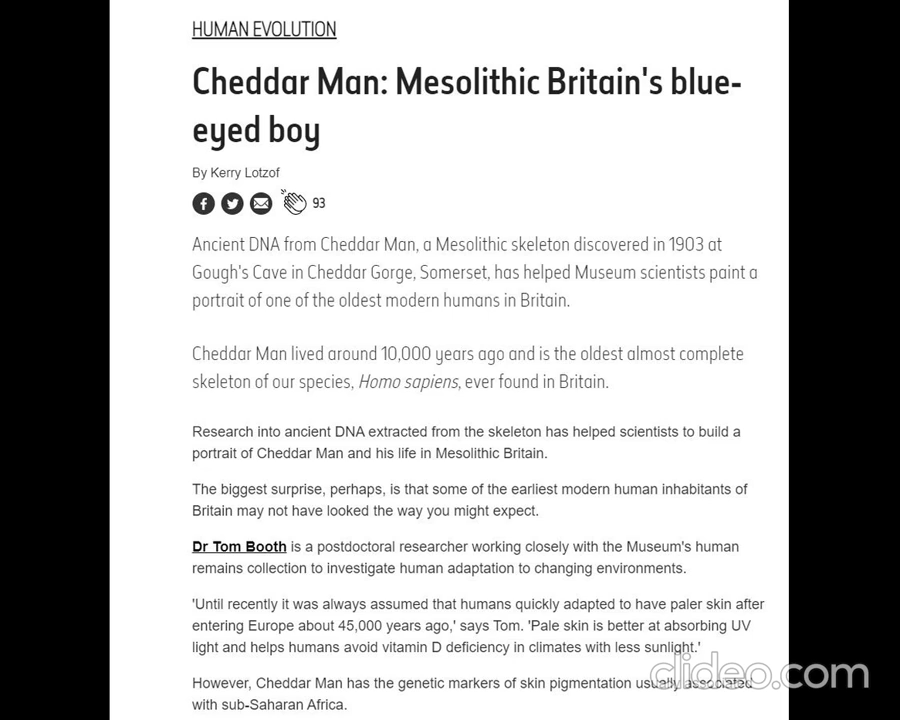 HUMAN EVOLUTION
Cheddar Man: Mesolithic Britain's blue-
eyed boy
By Kerry Lotzof
93
Ancient DNA from Cheddar Man, a Mesolithic skeleton discovered in 1903 at
Gough's Cave in Cheddar Gorge, Somerset, has helped Museum scientists paint a
portrait of one of the oldest modern humans in Britain.
Cheddar Man lived around 10,000 years ago and is the oldest almost complete
skeleton of our species, Homo sapiens, ever found in Britain.
Research into ancient DNA extracted from the skeleton has helped scientists to build a
portrait of Cheddar Man and his life in Mesolithic Britain.
The biggest surprise, perhaps, is that some of the earliest modern human inhabitants of
Britain may not have looked the way you might expect.
Dr Tom Booth is a postdoctoral researcher working closely with the Museum's human
remains collection to investigate human adaptation to changing environments.
'Until recently it was always assumed that humans quickly adapted to have paler skin after
entering Europe about 45,000 years ago,' says Tom. 'Pale skin is better at absorbing UV
light and helps humans avoid vitamin D deficiency in climates with less sunlight.'
However, Cheddar Man has the genetic markers of skin pigmentation usually associated
with sub-Saharan Africa.
clideo.com